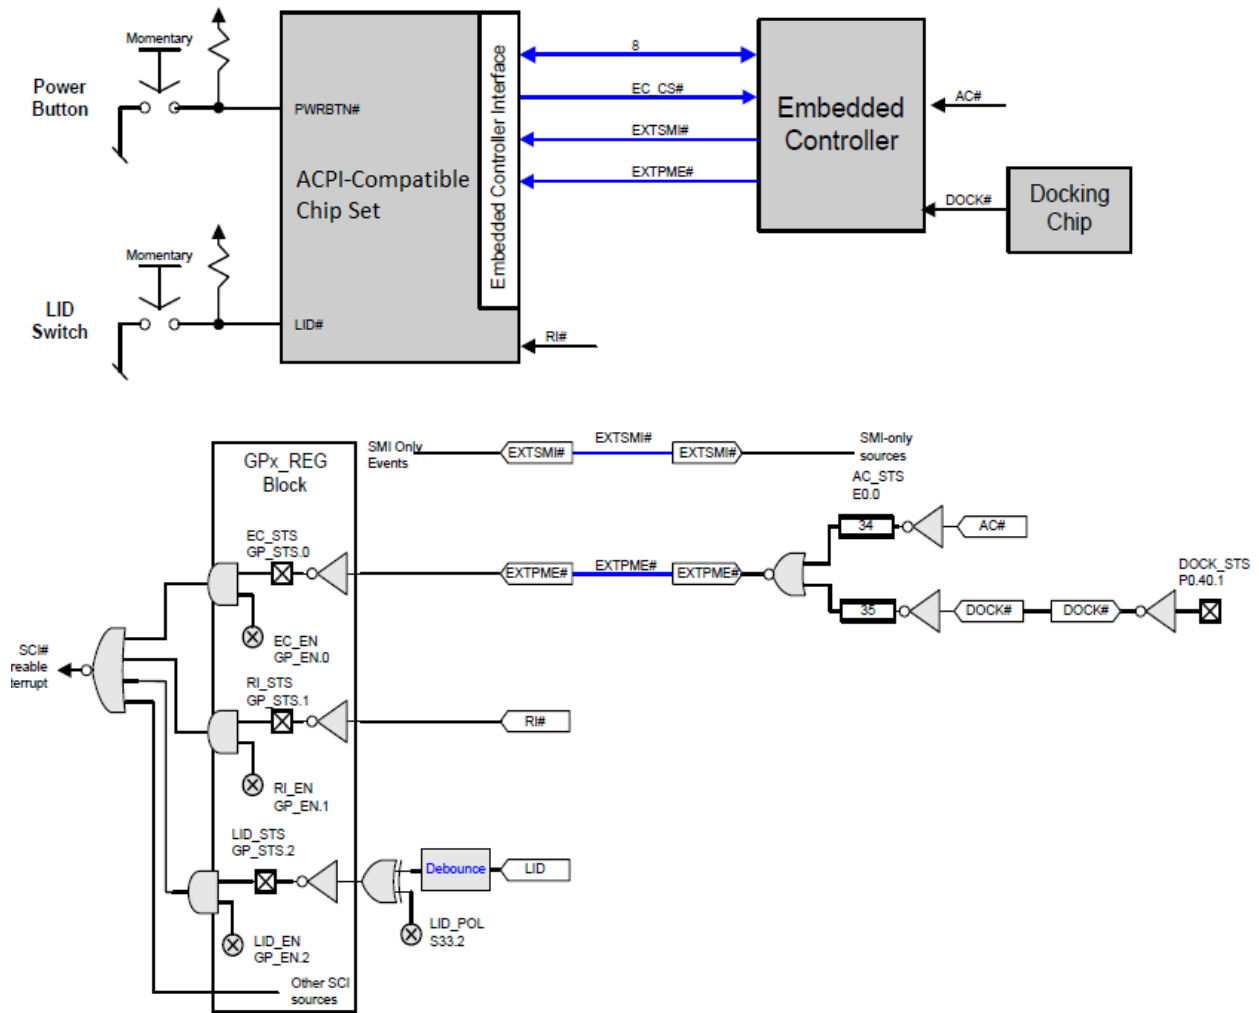 Momentary
Power
Button
PWRBTN#
ACPI-Compatible
Chip Set
Embedded Controller Interface
8
EC_CS#
EXTSMI#
EXTPME#
Embedded
Controller
AC#
DOCK#
Docking
Chip
Momentary
LID
Switch
LID#
RI#
GPx_REG
Block
SMI Only
Events
EXTSMI#
EXTSMI#
EXTSMI#
SMI-only
sources
AC_STS
E0.0
34
AC#
EC_STS
GP_STS.0
EXTPME#
EXTPME#
EXTPME#
DOCK_STS
P0.40.1
35
DOCK#
DOCK#
EC_EN
GP_EN.0
SCI#
reable
terrupt
RI_STS
GP_STS.1
RI#
RI_EN
GP_EN.1
LID_STS
GP_STS.2
Debounce
LID
LID_POL
S33.2
LID_EN
GP_EN.2
Other SCI
sources